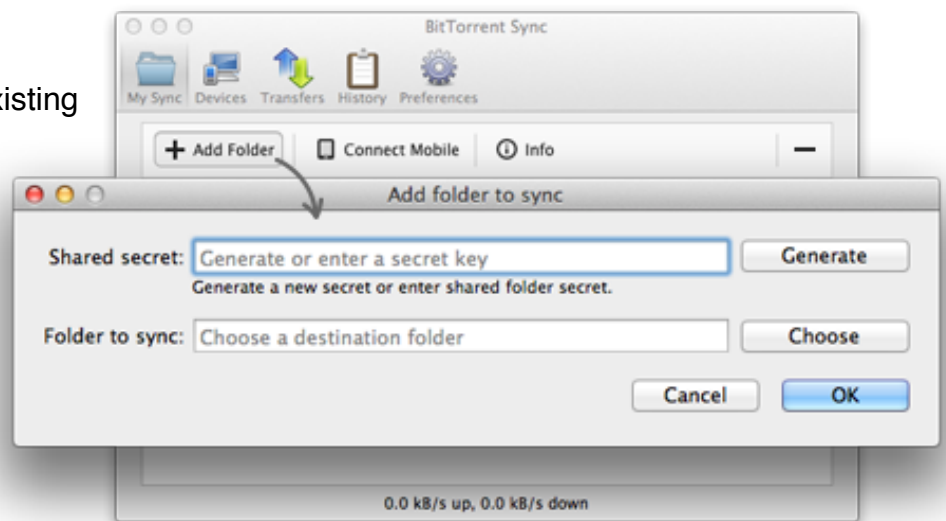 BitTorrent Sync
My Sync Devices Transfers History Preferences
xisting
Add Folder Connect Mobile Info
Add folder to sync
Shared secret: Generate or enter a secret key Generate
Generate a new secret or enter shared folder secret.
Folder to sync: Choose a destination folder Choose
Cancel OK
0.0 kB/s up, 0.0 kB/s down